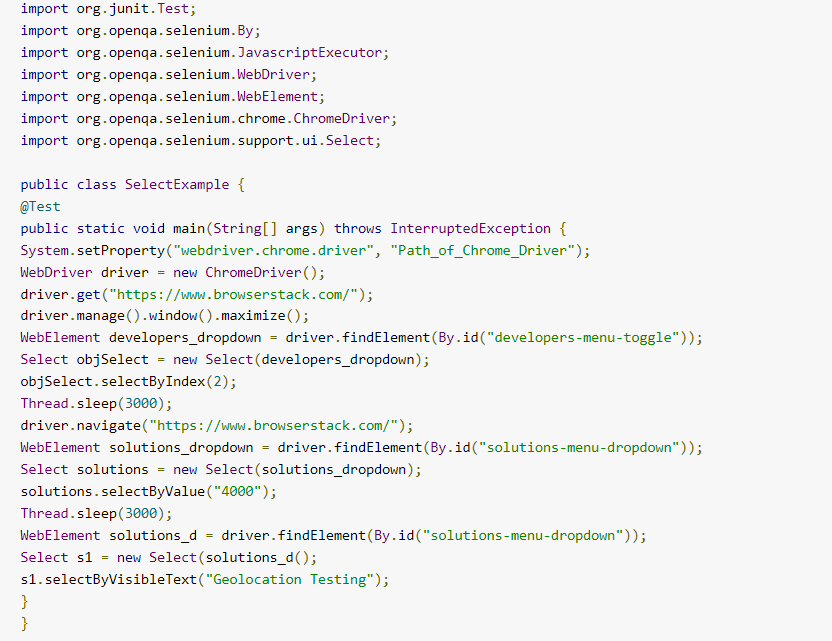 import org.junit.Test;
import org.openqa.selenium.By;
import org.openqa.selenium.JavascriptExecutor;
import org.openqa.selenium.WebDriver;
import org.openqa.selenium.WebElement;
import org.openqa.selenium.chrome.ChromeDriver;
import org.openqa.selenium.support.ui.Select;
public class SelectExample {
@Test
public static void main(String[] args) throws InterruptedException {
System.setProperty("webdriver.chrome.driver", "Path_of_Chrome_Driver");
WebDriver driver = new ChromeDriver();
driver.get("https://www.browserstack.com/");
driver.manage().window().maximize();
WebElement developers_dropdown = driver.findElement(By.id("developers-menu-toggle"));
Select objSelect = new Select(developers_dropdown);
objSelect.selectByIndex(2);
Thread.sleep(3000);
driver.navigate("https://www.browserstack.com/");
WebElement solutions_dropdown = driver.findElement(By.id("solutions-menu-dropdown"));
Select solutions = new Select(solutions_dropdown);
solutions.selectByValue("4000");
Thread.sleep(3000);
WebElement solutions_d = driver.findElement(By.id("solutions-menu-dropdown"));
Select s1 = new Select(solutions_d();
s1.selectByVisibleText("Geolocation Testing");
}
}